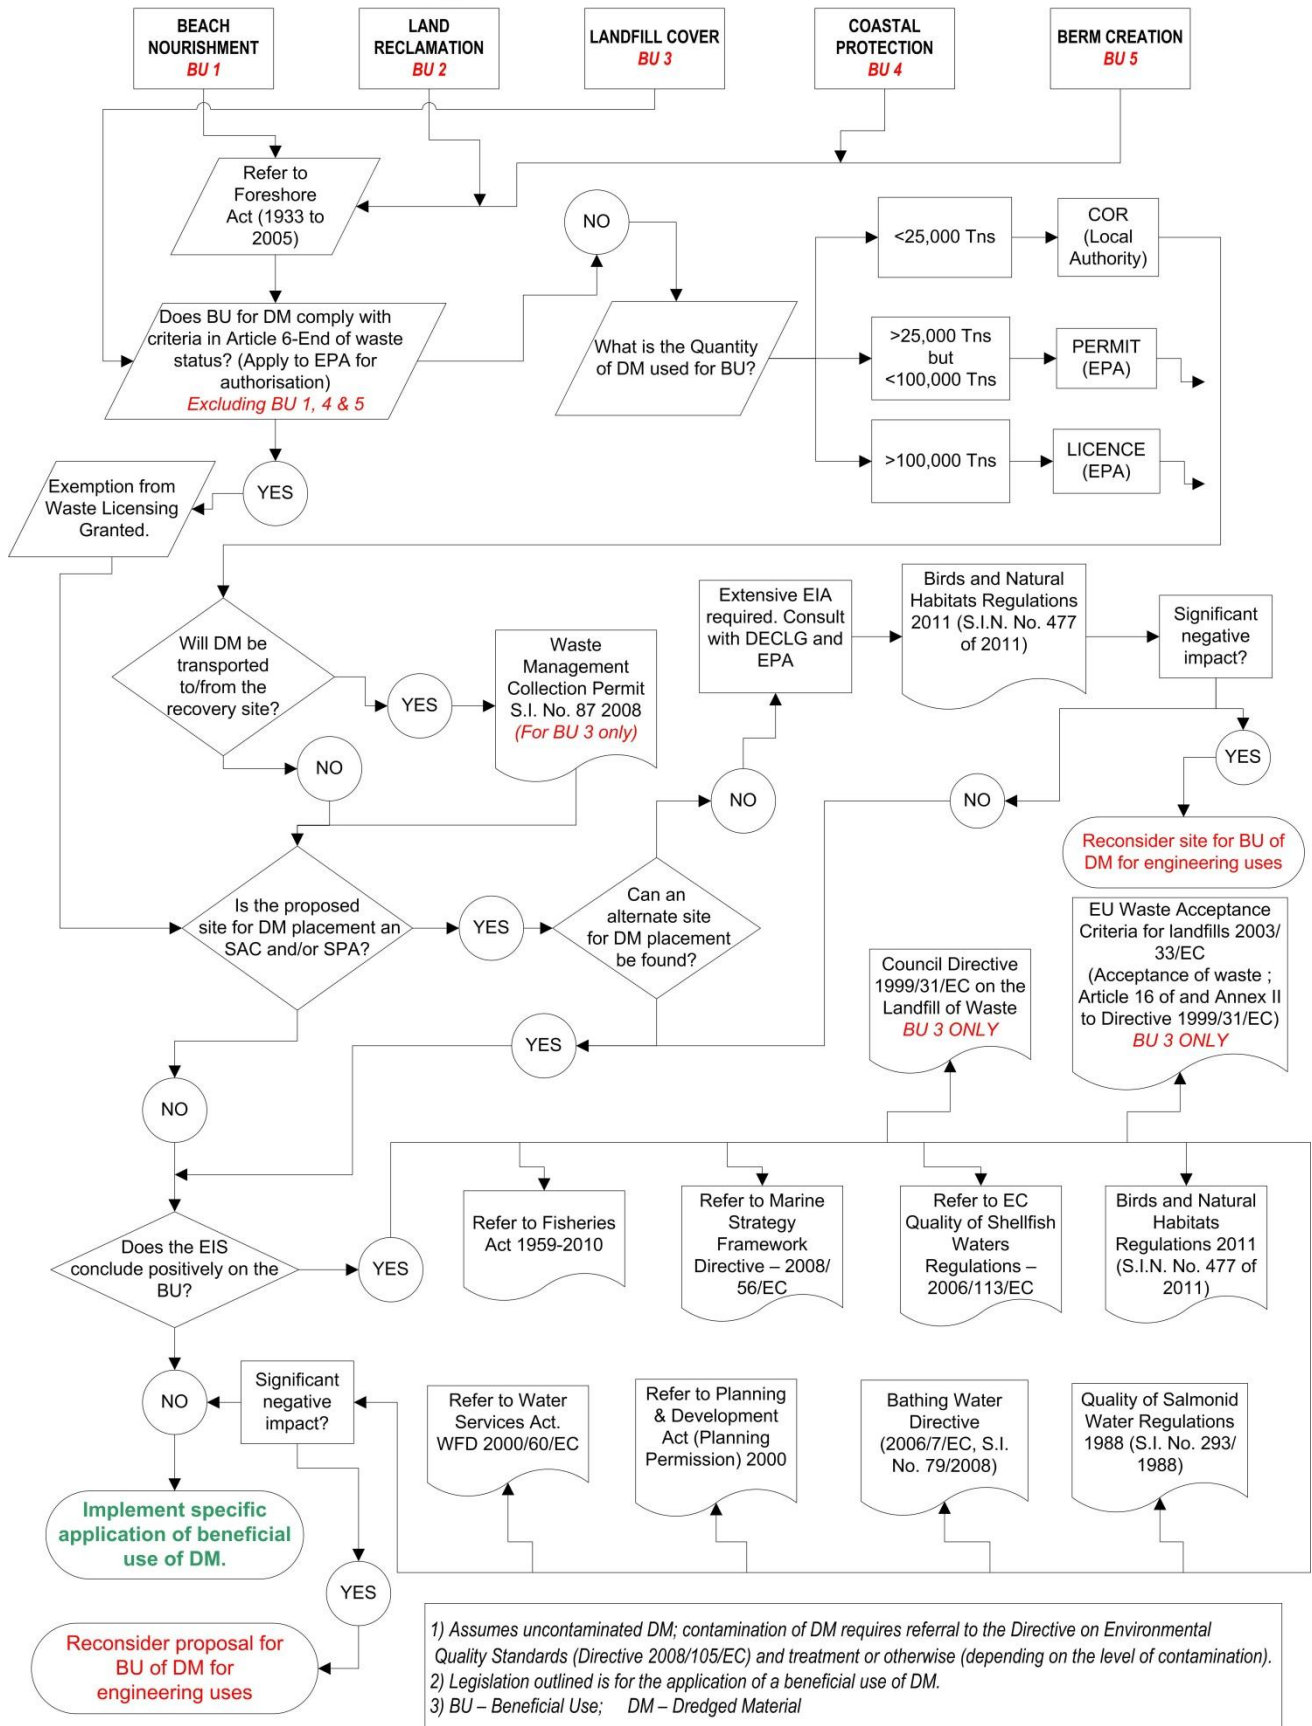 BEACH
NOURISHMENT
BU 1
LAND
RECLAMATION
BU 2
LANDFILL COVER
BU 3
COASTAL
PROTECTION
BU 4
BERM CREATION
BU 5
Refer to
Foreshore
Act (1933 to
2005)
NO
<25,000 Tns
COR
(Local
Authority)
Does BU for DM comply with
criteria in Article 6-End of waste
status? (Apply to EPA for
authorisation)
Excluding BU 1, 4 & 5
What is the Quantity
of DM used for BU?
>25,000 Tns
but
<100,000 Tns
PERMIT
(EPA)
>100,000 Tns
LICENCE
(EPA)
YES
Exemption from
Waste Licensing
Granted.
Will DM be
transported
to/from the
recovery site?
YES
NO
Waste
Management
Collection Permit
S.I. No. 87 2008
(For BU 3 only)
Extensive EIA
required. Consult
with DECLG and
EPA
Birds and Natural
Habitats Regulations
2011 (S.I.N. No. 477
of 2011)
Significant
negative
impact?
YES
NO
NO
Reconsider site for BU of
DM for engineering uses
Is the proposed
site for DM placement an
SAC and/or SPA?
YES
Can an
alternate site
for DM placement
be found?
YES
NO
Council Directive
1999/31/EC on the
Landfill of Waste
BU 3 ONLY
EU Waste Acceptance
Criteria for landfills 2003/
33/EC
(Acceptance of waste ;
Article 16 of and Annex II
to Directive 1999/31/EC)
BU 3 ONLY
Does the EIS
conclude positively on the
BU?
YES
Refer to Fisheries
Act 1959-2010
Refer to Marine
Strategy
Framework
Directive – 2008/
56/EC
Refer to EC
Quality of Shellfish
Waters
Regulations –
2006/113/EC
Birds and Natural
Habitats
Regulations 2011
(S.I.N. No. 477 of
2011)
NO
Significant
negative
impact?
Refer to Water
Services Act.
WFD 2000/60/EC
Refer to Planning
& Development
Act (Planning
Permission) 2000
Bathing Water
Directive
(2006/7/EC, S.I.
No. 79/2008)
Quality of Salmonid
Water Regulations
1988 (S.I. No. 293/
1988)
Implement specific
application of beneficial
use of DM.
YES
Reconsider proposal for
BU of DM for
engineering uses
1) Assumes uncontaminated DM; contamination of DM requires referral to the Directive on Environmental
Quality Standards (Directive 2008/105/EC) and treatment or otherwise (depending on the level of contamination).
2) Legislation outlined is for the application of a beneficial use of DM.
3) BU – Beneficial Use; DM – Dredged Material